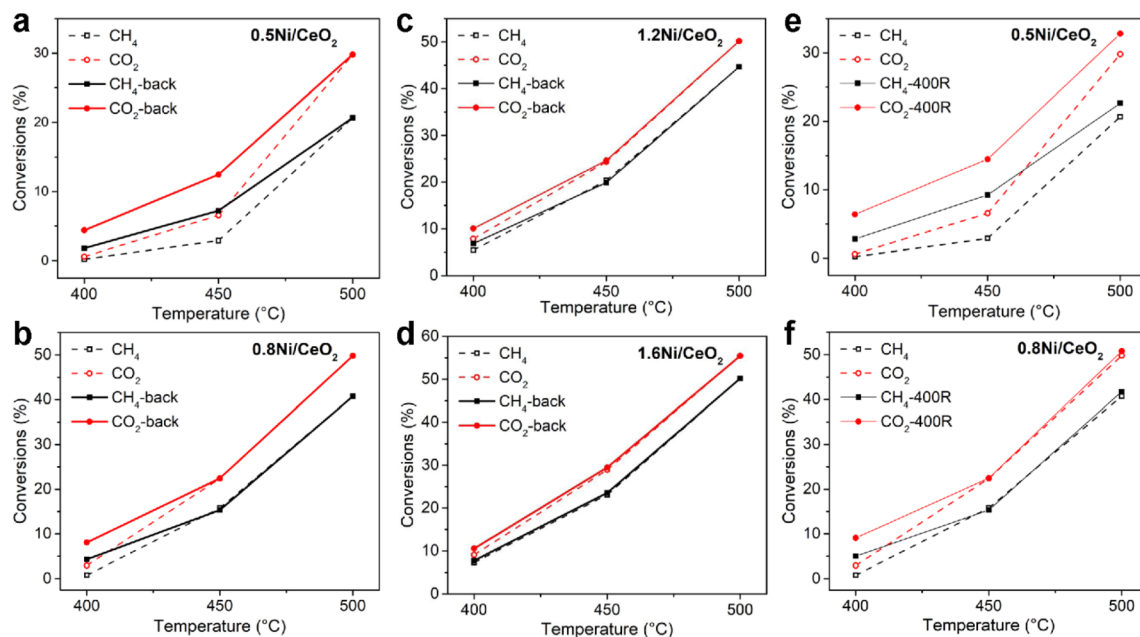 a
0.5Ni/CeO₂
CH₄
CO₂
CH₄-back
CO₂-back
30
20
10
0
Conversions (%)
400
450
500
Temperature (°C)
c
1.2Ni/CeO₂
CH₄
CO₂
CH₄-back
CO₂-back
50
40
30
20
10
0
Conversions (%)
400
450
500
Temperature (°C)
e
0.5Ni/CeO₂
CH₄
CO₂
CH₄-400R
CO₂-400R
30
20
10
0
Conversions (%)
400
450
500
Temperature (°C)
b
0.8Ni/CeO₂
CH₄
CO₂
CH₄-back
CO₂-back
50
40
30
20
10
0
Conversions (%)
400
450
500
Temperature (°C)
d
1.6Ni/CeO₂
CH₄
CO₂
CH₄-back
CO₂-back
60
50
40
30
20
10
0
Conversions (%)
400
450
500
Temperature (°C)
f
0.8Ni/CeO₂
CH₄
CO₂
CH₄-400R
CO₂-400R
50
40
30
20
10
0
Conversions (%)
400
450
500
Temperature (°C)